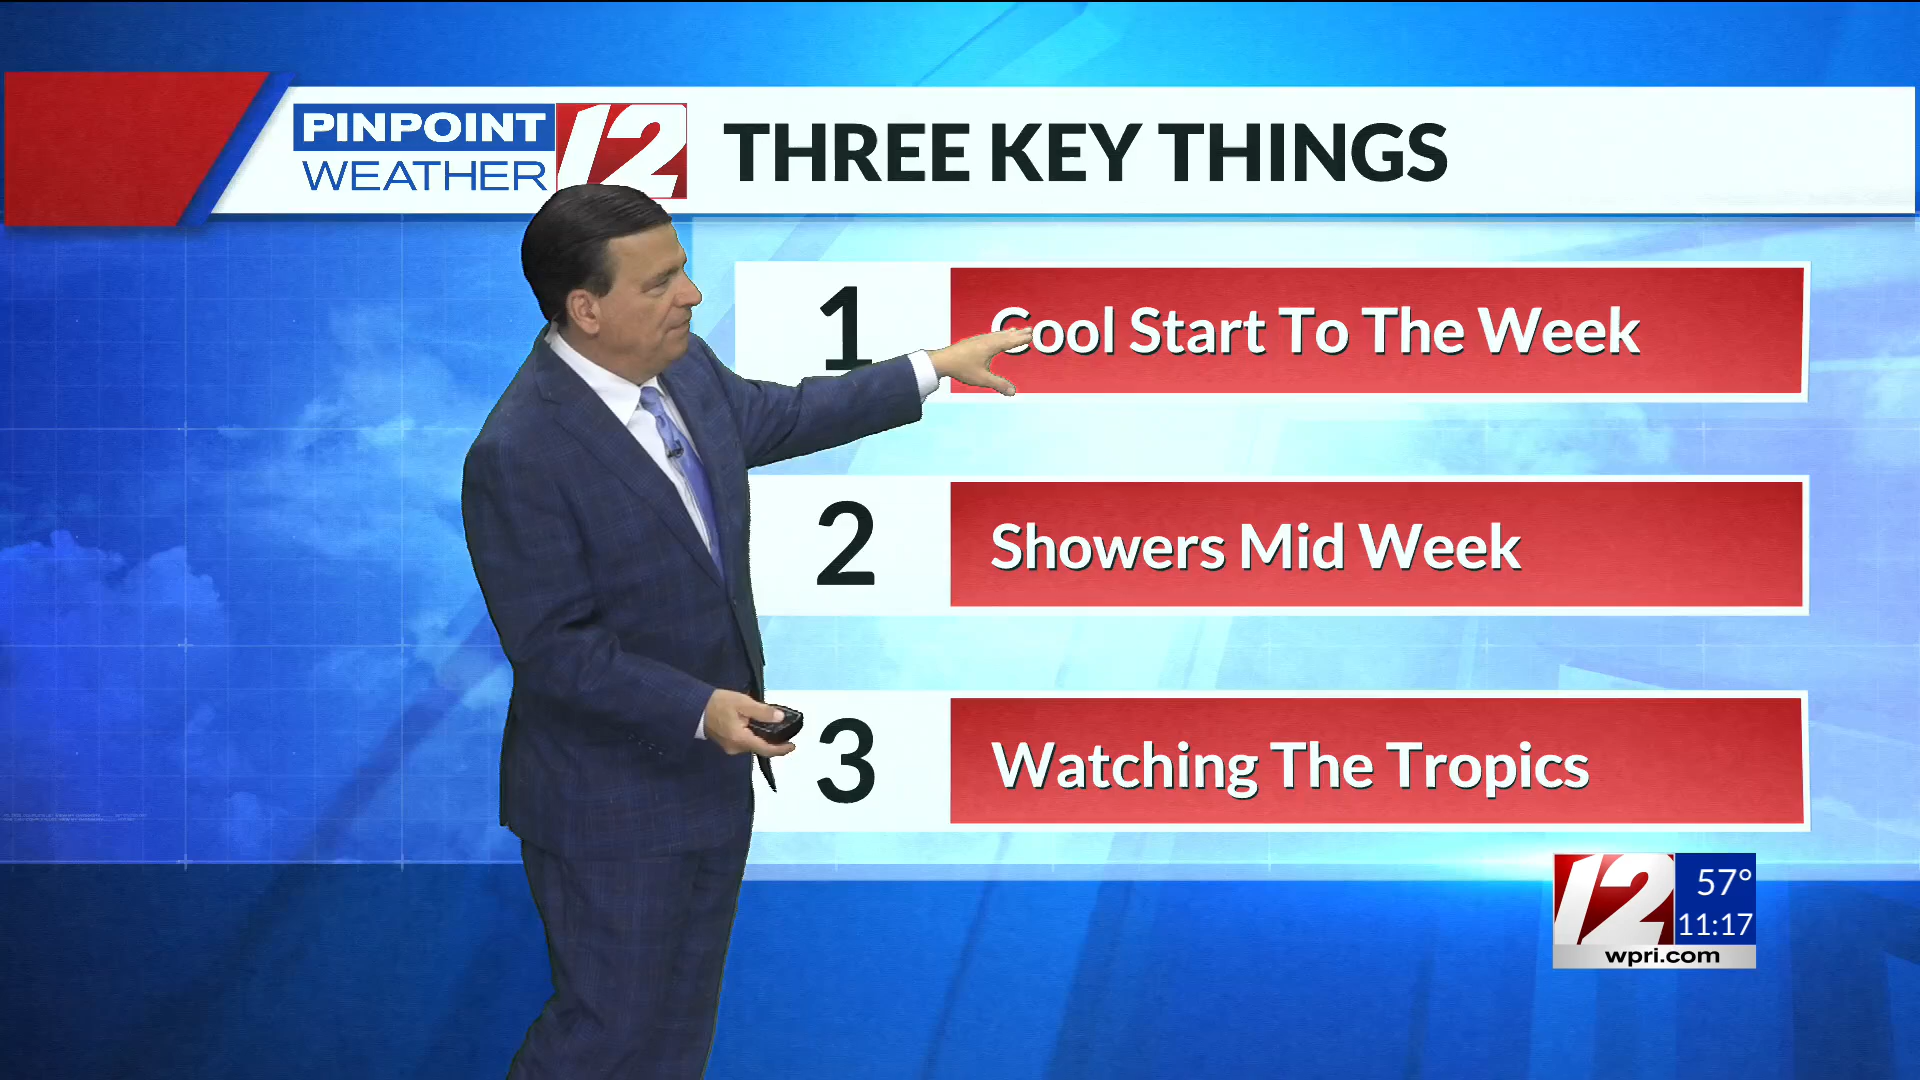 PINPOINT
WEATHER 12
THREE KEY THINGS
1 Cool Start To The Week
2 Showers Mid Week
3 Watching The Tropics
12 57°
11:17
wpri.com